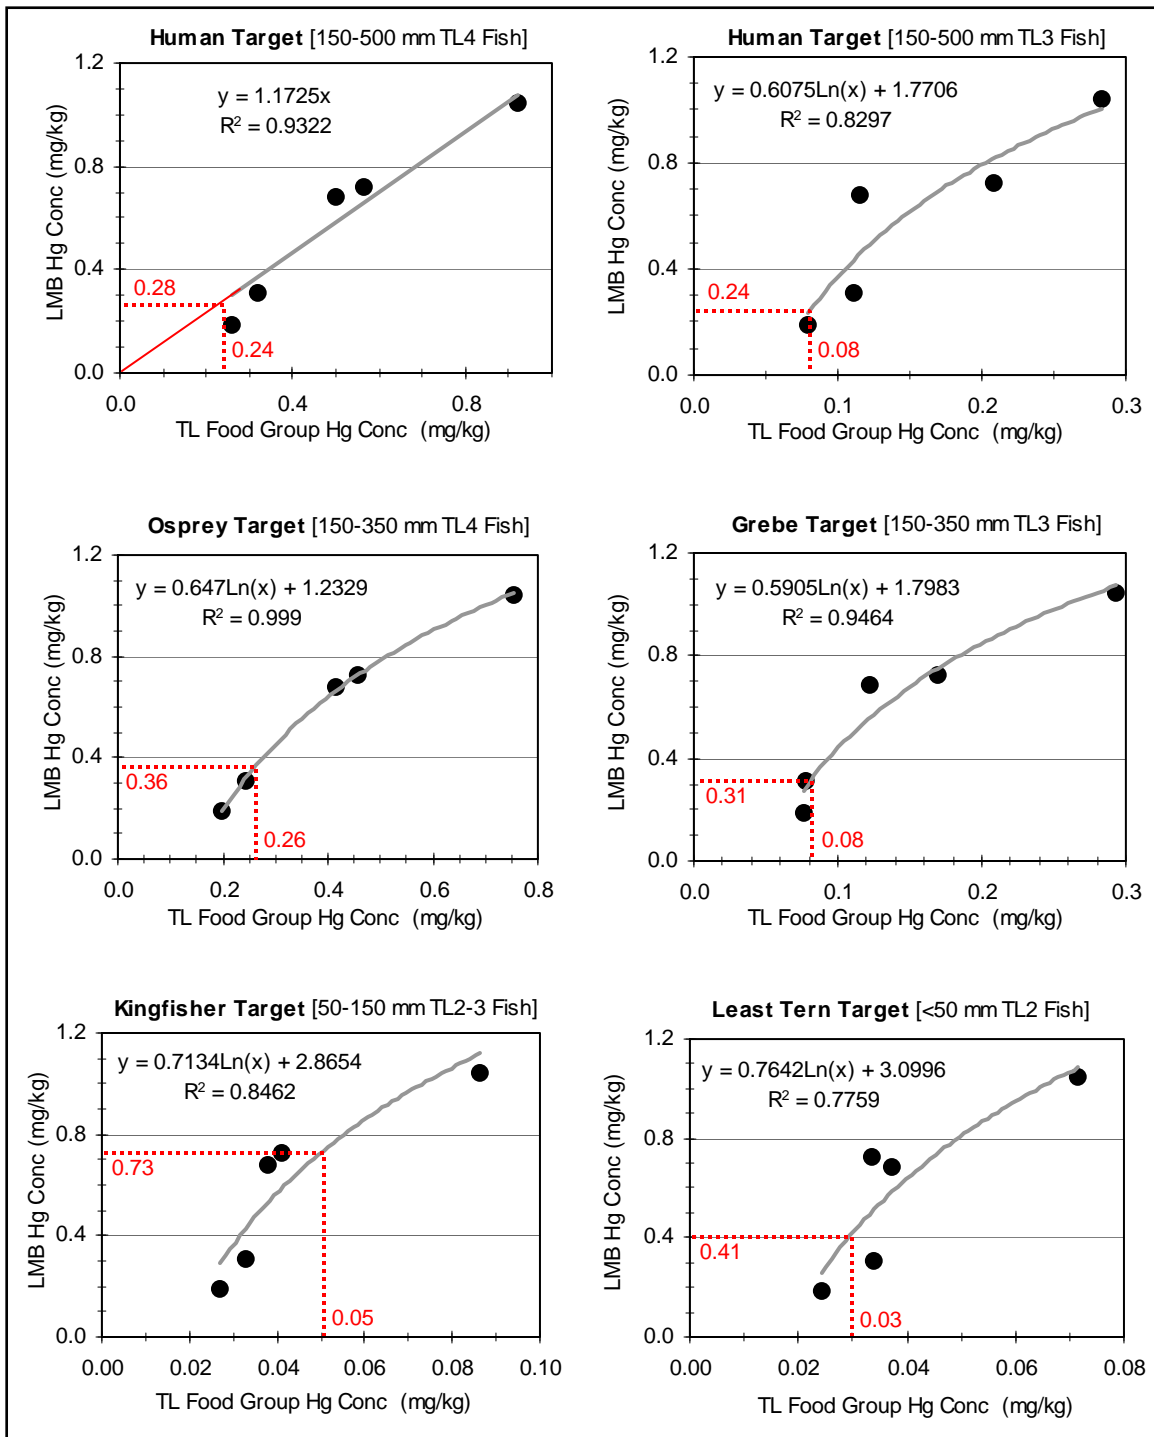 Human Target [150-500 mm TL4 Fish]
1.2
0.8
0.4
0.0
LMB Hg Conc (mg/kg)
y = 1.1725x
R² = 0.9322
0.28
0.24
0.0
0.4
0.8
TL Food Group Hg Conc (mg/kg)
Human Target [150-500 mm TL3 Fish]
1.2
0.8
0.4
0.0
LMB Hg Conc (mg/kg)
y = 0.6075Ln(x) + 1.7706
R² = 0.8297
0.24
0.08
0.0
0.1
0.2
0.3
TL Food Group Hg Conc (mg/kg)
Osprey Target [150-350 mm TL4 Fish]
1.2
0.8
0.4
0.0
LMB Hg Conc (mg/kg)
y = 0.647Ln(x) + 1.2329
R² = 0.999
0.36
0.26
0.0
0.2
0.4
0.6
0.8
TL Food Group Hg Conc (mg/kg)
Grebe Target [150-350 mm TL3 Fish]
1.2
0.8
0.4
0.0
LMB Hg Conc (mg/kg)
y = 0.5905Ln(x) + 1.7983
R² = 0.9464
0.31
0.08
0.0
0.1
0.2
0.3
TL Food Group Hg Conc (mg/kg)
Kingfisher Target [50-150 mm TL2-3 Fish]
1.2
0.8
0.4
0.0
LMB Hg Conc (mg/kg)
y = 0.7134Ln(x) + 2.8654
R² = 0.8462
0.73
0.05
0.00
0.02
0.04
0.06
0.08
0.10
TL Food Group Hg Conc (mg/kg)
Least Tern Target [<50 mm TL2 Fish]
1.2
0.8
0.4
0.0
LMB Hg Conc (mg/kg)
y = 0.7642Ln(x) + 3.0996
R² = 0.7759
0.41
0.03
0.00
0.02
0.04
0.06
0.08
TL Food Group Hg Conc (mg/kg)